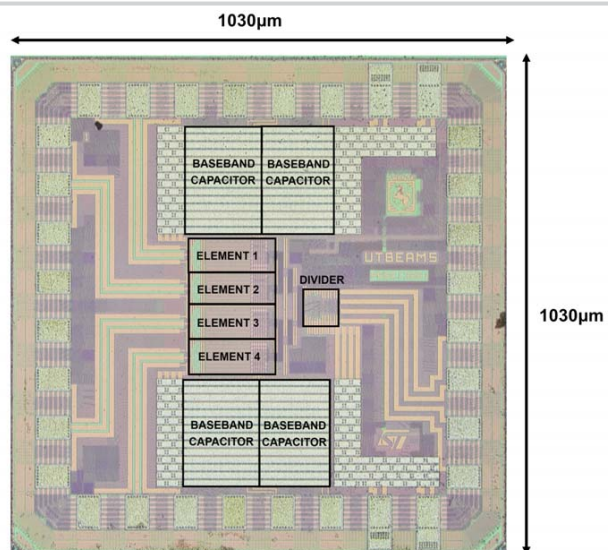 1030µm
BASEBAND BASEBAND
CAPACITOR CAPACITOR
ELEMENT 1
UTBEAMS
ELEMENT 2
DIVIDER
ELEMENT 3
1030µm
ELEMENT 4
BASEBAND BASEBAND
CAPACITOR CAPACITOR
ST